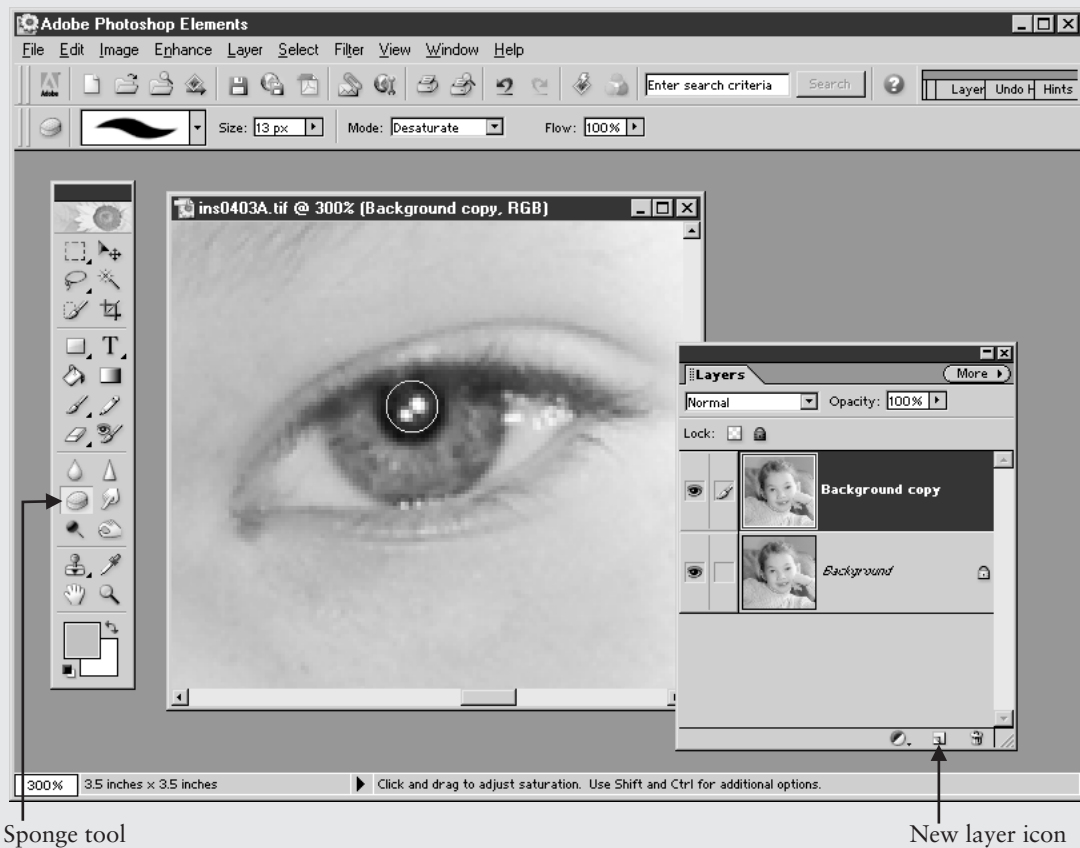 Adobe Photoshop Elements
File Edit Image Enhance Layer Select Filter View Window Help
Adobe Enter search criteria Search ? Layer Undo H Hints
Size: 13 px Mode: Desaturate Flow: 100%
ins0403A.tif @ 300% (Background copy, RGB)
T
Layers More
Normal Opacity: 100%
Lock:
Background copy
Background
300% 3.5 inches x 3.5 inches Click and drag to adjust saturation. Use Shift and Ctrl for additional options.
Sponge tool New layer icon